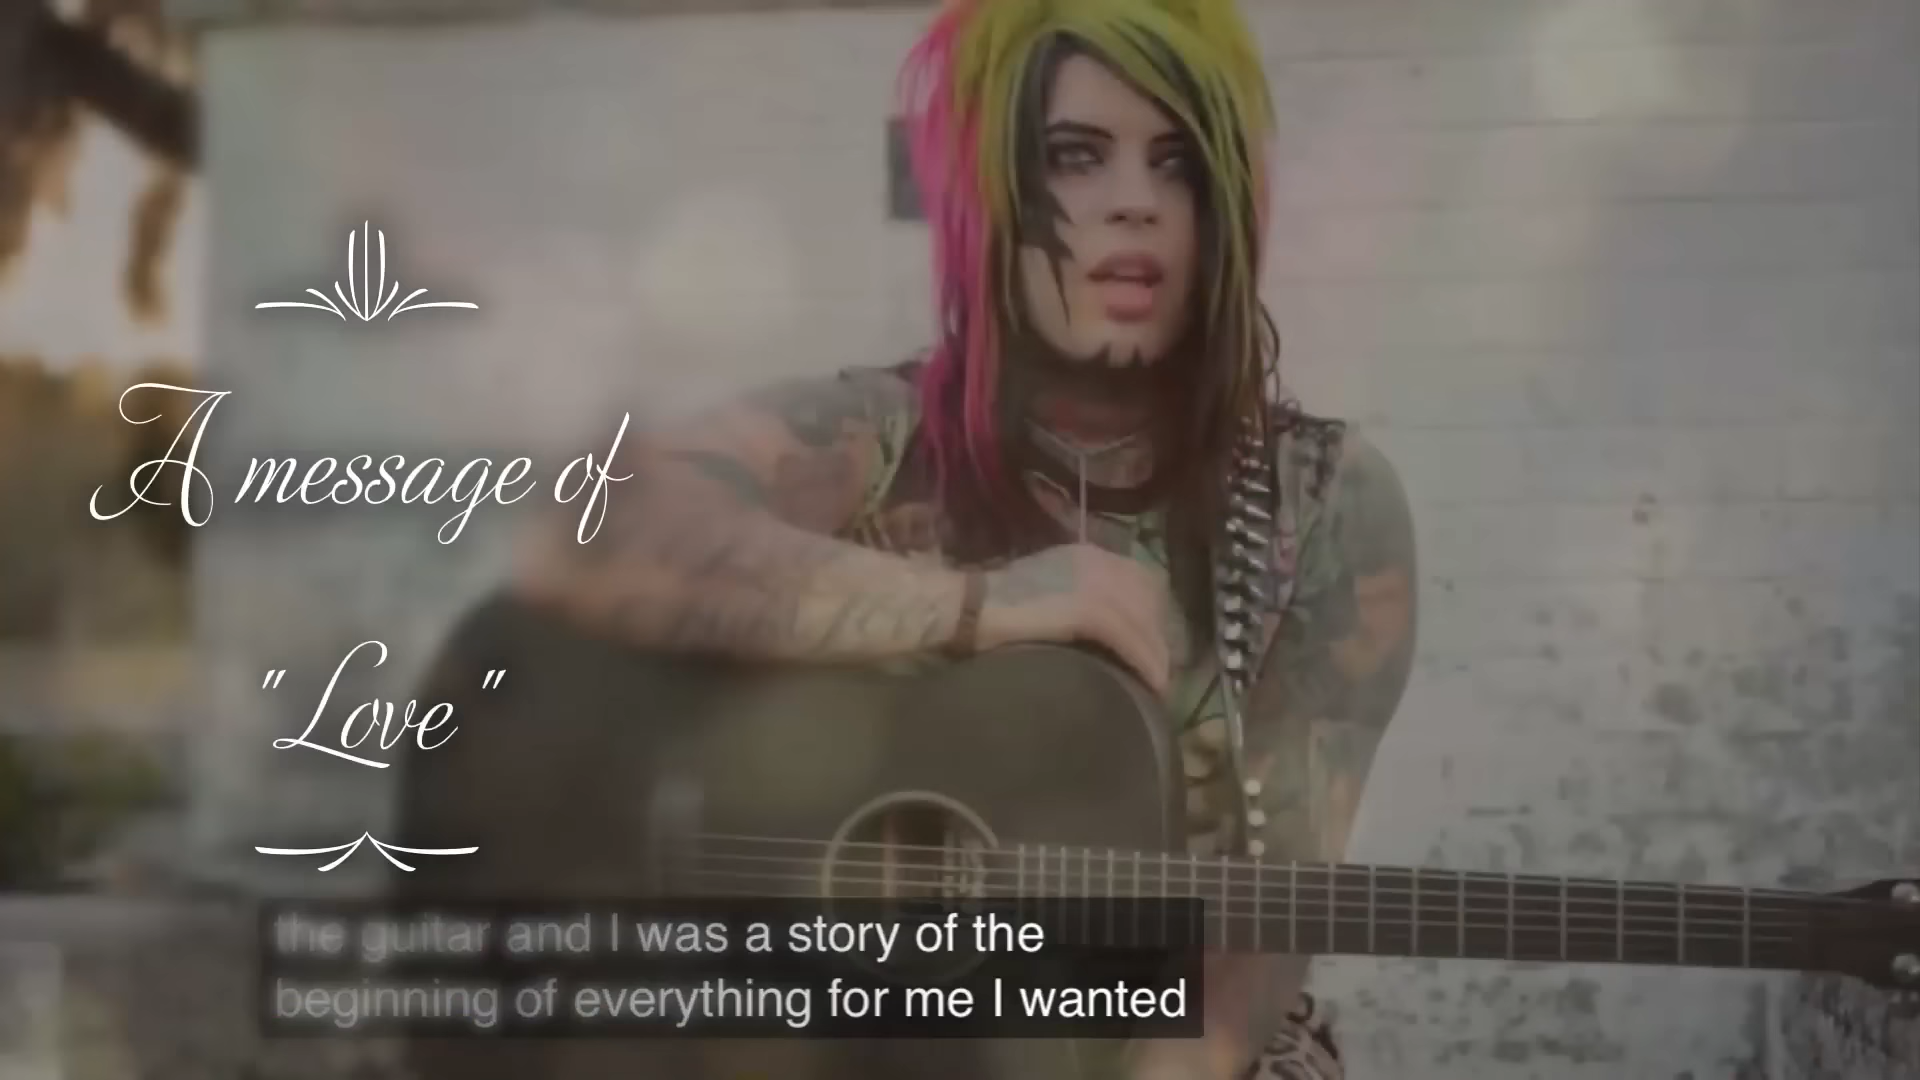 A message of
"Love"
the guitar and I was a story of the
beginning of everything for me I wanted